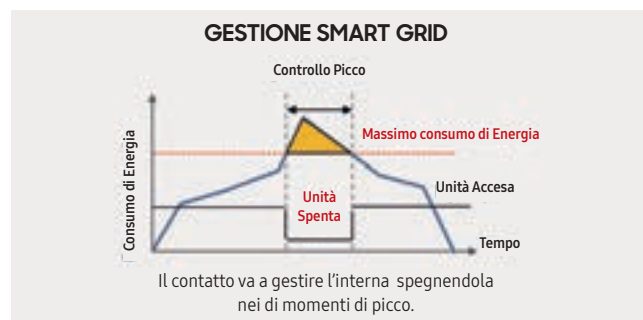 GESTIONE SMART GRID
Controllo Picco
Massimo consumo di Energia
Consumo di Energia
Unità Accesa
Unità
Spenta
Tempo
Il contatto va a gestire l'interna spegnendola
nei di momenti di picco.